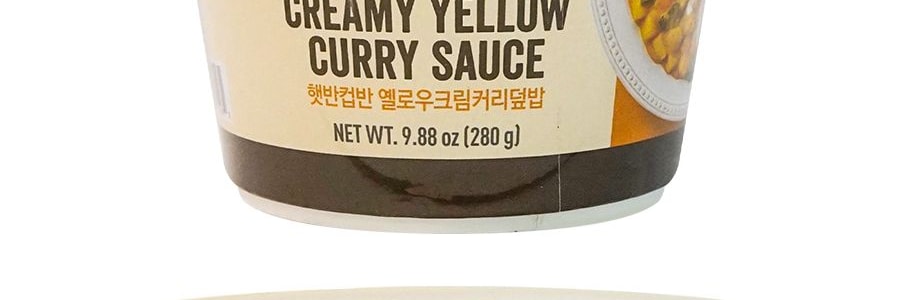 CREAMY YELLOW
CURRY SAUCE
햇반컵반 옐로우크림커리덮밥
NET WT. 9.88 oz (280 g)